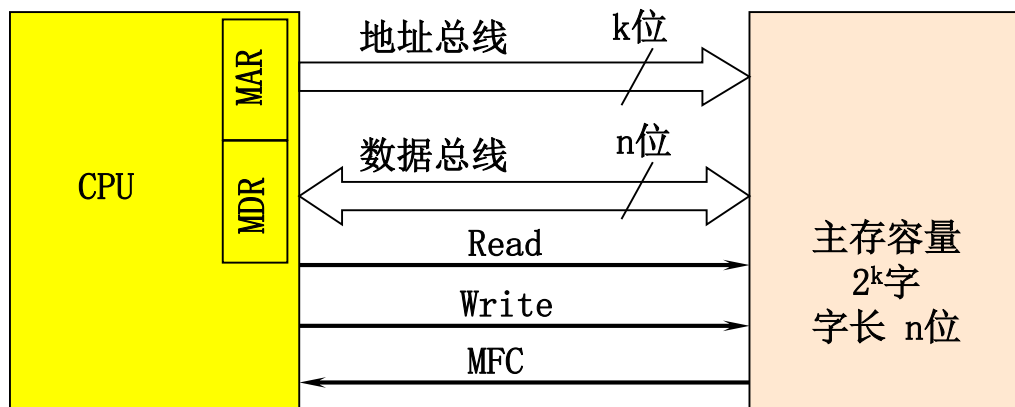 地址总线
k位
MAR
数据总线
n位
CPU
MDR
Read
Write
MFC
主存容量
2ᵏ字
字长 n位